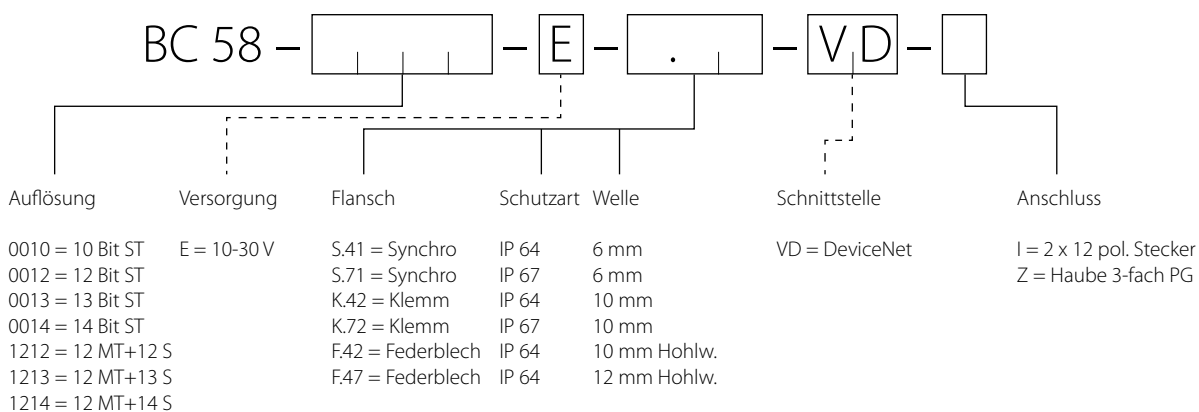 BC 58 – – E – . – VD –
Auflösung Versorgung Flansch Schutzart Welle Schnittstelle Anschluss
0010 = 10 Bit ST E = 10-30 V S.41 = Synchro IP 64 6 mm VD = DeviceNet I = 2 x 12 pol. Stecker
0012 = 12 Bit ST S.71 = Synchro IP 67 6 mm Z = Haube 3-fach PG
0013 = 13 Bit ST K.42 = Klemm IP 64 10 mm
0014 = 14 Bit ST K.72 = Klemm IP 67 10 mm
1212 = 12 MT+12 S F.42 = Federblech IP 64 10 mm Hohlw.
1213 = 12 MT+13 S F.47 = Federblech IP 64 12 mm Hohlw.
1214 = 12 MT+14 S